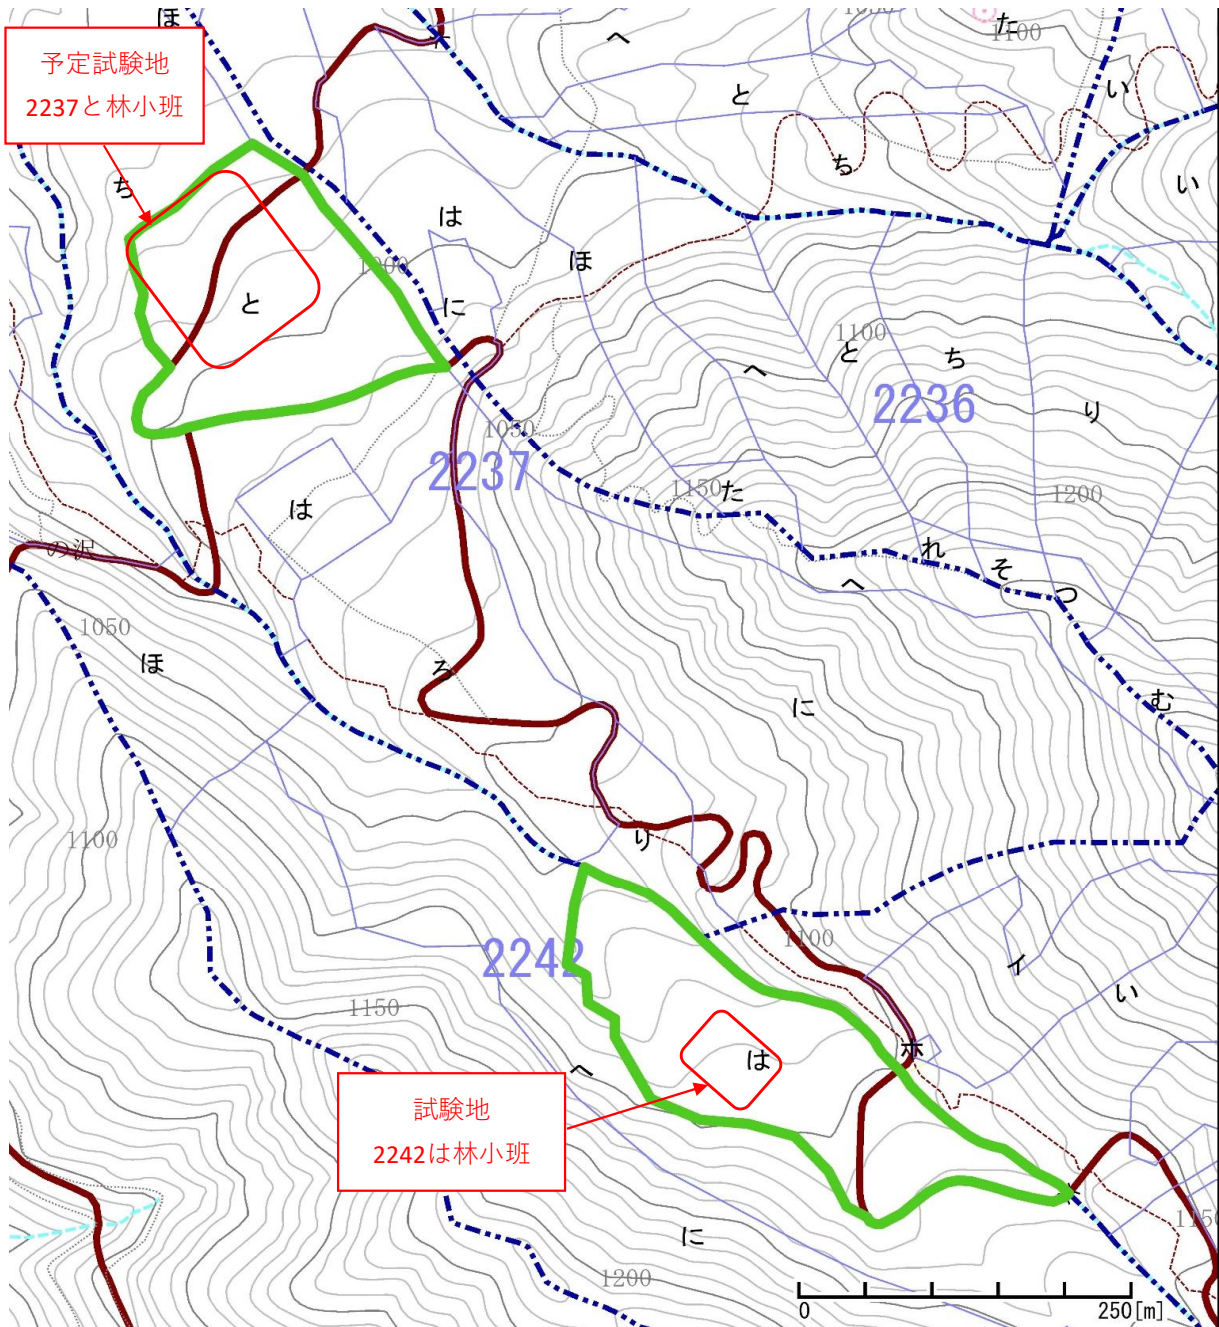 ほ
予定試験地
2237と林小班
へ
た
1100
い
と
ち
い
ち
は
ほ
1000
と
に
1100
と
ち
へ
2236
り
1050
2237
1150
た
1200
は
の沢
れ
そ
つ
へ
1050
ほ
ろ
に
む
1100
り
2242
1100
イ
い
1150
は
ホ
へ
試験地
2242は林小班
に
1150
1200
0
250[m]